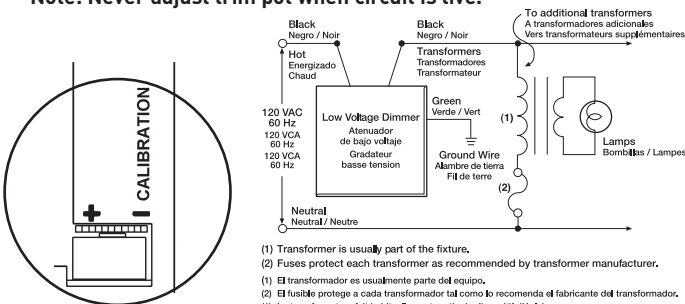 Note: Never adjust trim pot when circuit is live.
CALIBRATION
+ −
Black
Negro / Noir
Hot
Energizado
Chaud
120 VAC
60 Hz
120 VCA
60 Hz
120 VCA
60 Hz
Neutral
Neutral / Neutre
Low Voltage Dimmer
Atenuador
de bajo voltaje
Gradateur
basse tension
Black
Negro / Noir
Transformers
Transformadores
Transformateur
Green
Verde / Vert
Ground Wire
Alambre de tierra
Fil de terre
To additional transformers
A transformadores adicionales
Vers transformateurs supplémentaires
(1)
(2)
Lamps
Bombillas / Lampes
(1) Transformer is usually part of the fixture.
(2) Fuses protect each transformer as recommended by transformer manufacturer.
(1) El transformador es usualmente parte del equipo.
(2) El fusible protege a cada transformador tal como lo recomenda el fabricante del transformador.